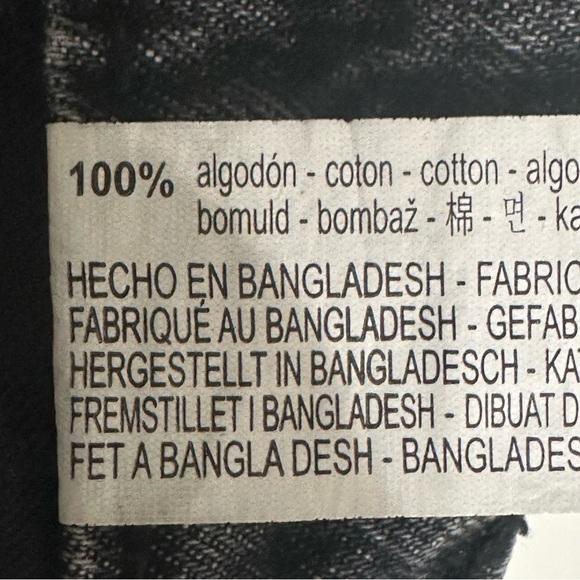 100% algodón - coton - cotton - algo
bomuld - bombaž - 棉 - 면 - ka
HECHO EN BANGLADESH - FABRIC
FABRIQUÉ AU BANGLADESH - GEFAB
HERGESTELLT IN BANGLADESCH - KA
FREMSTILLET I BANGLADESH - DIBUAT D
FET A BANGLA DESH - BANGLADES